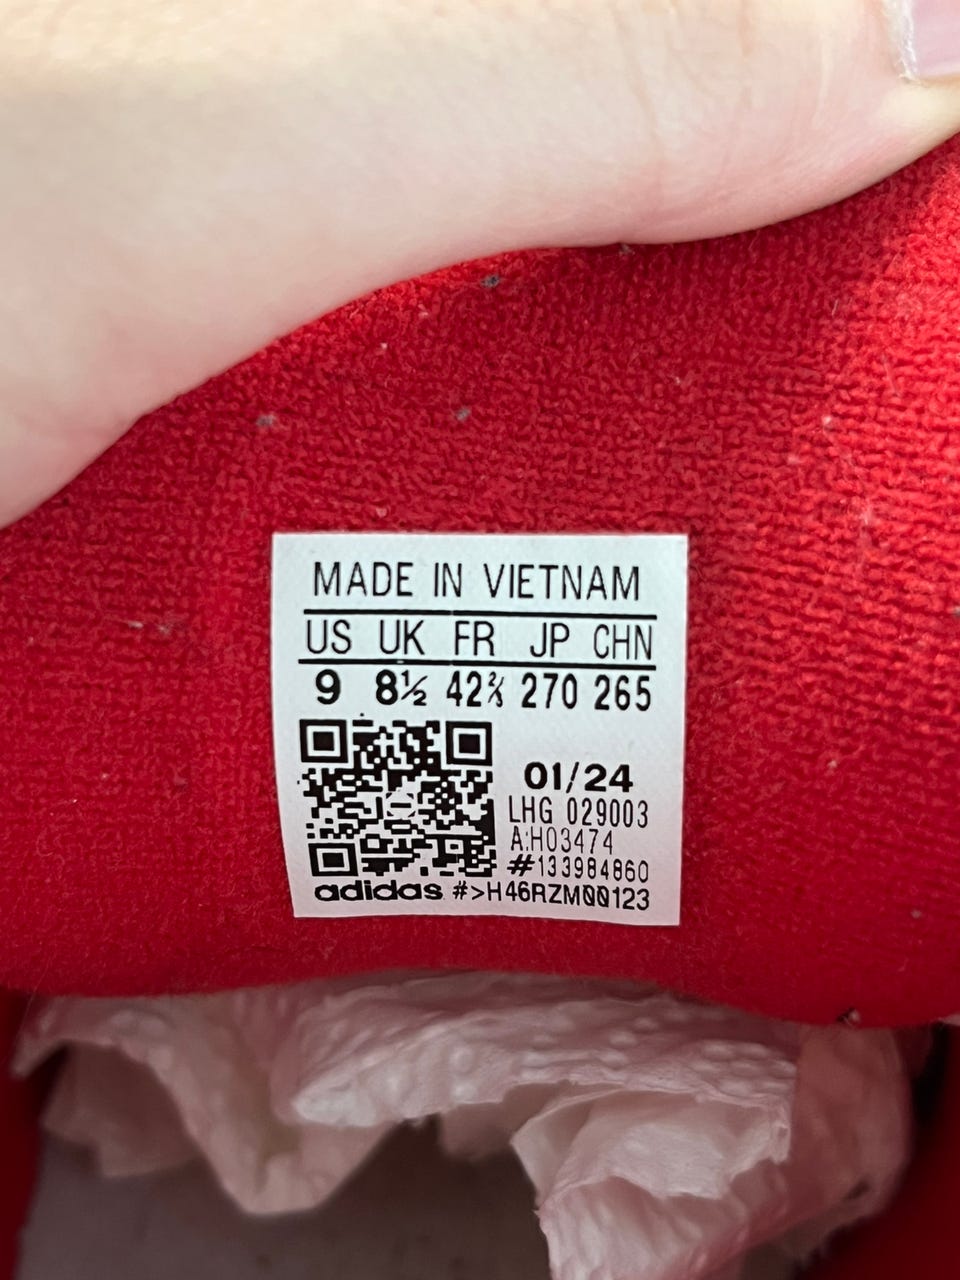 MADE IN VIETNAM
US UK FR JP CHN
9 8½ 42⅔ 270 265
01/24
LHG 029003
A:H03474
#133984860
adidas #>H46RZM00123